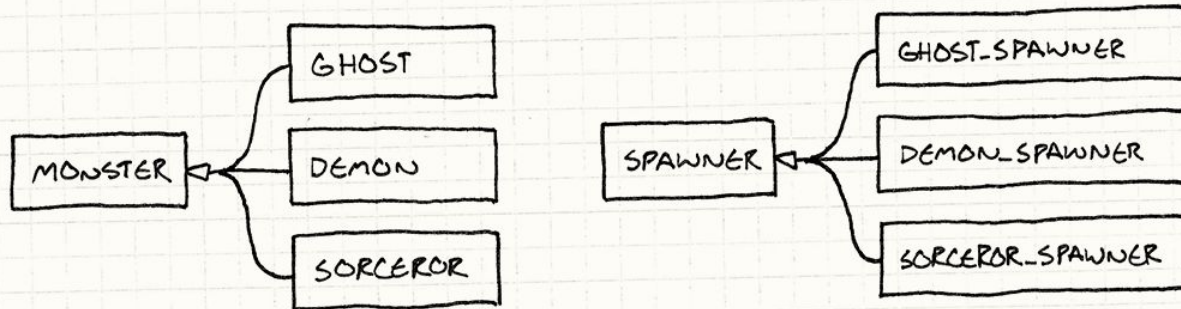 MONSTER
GHOST
DEMON
SORCEROR
SPAWNER
GHOST_SPAWNER
DEMON_SPAWNER
SORCEROR_SPAWNER